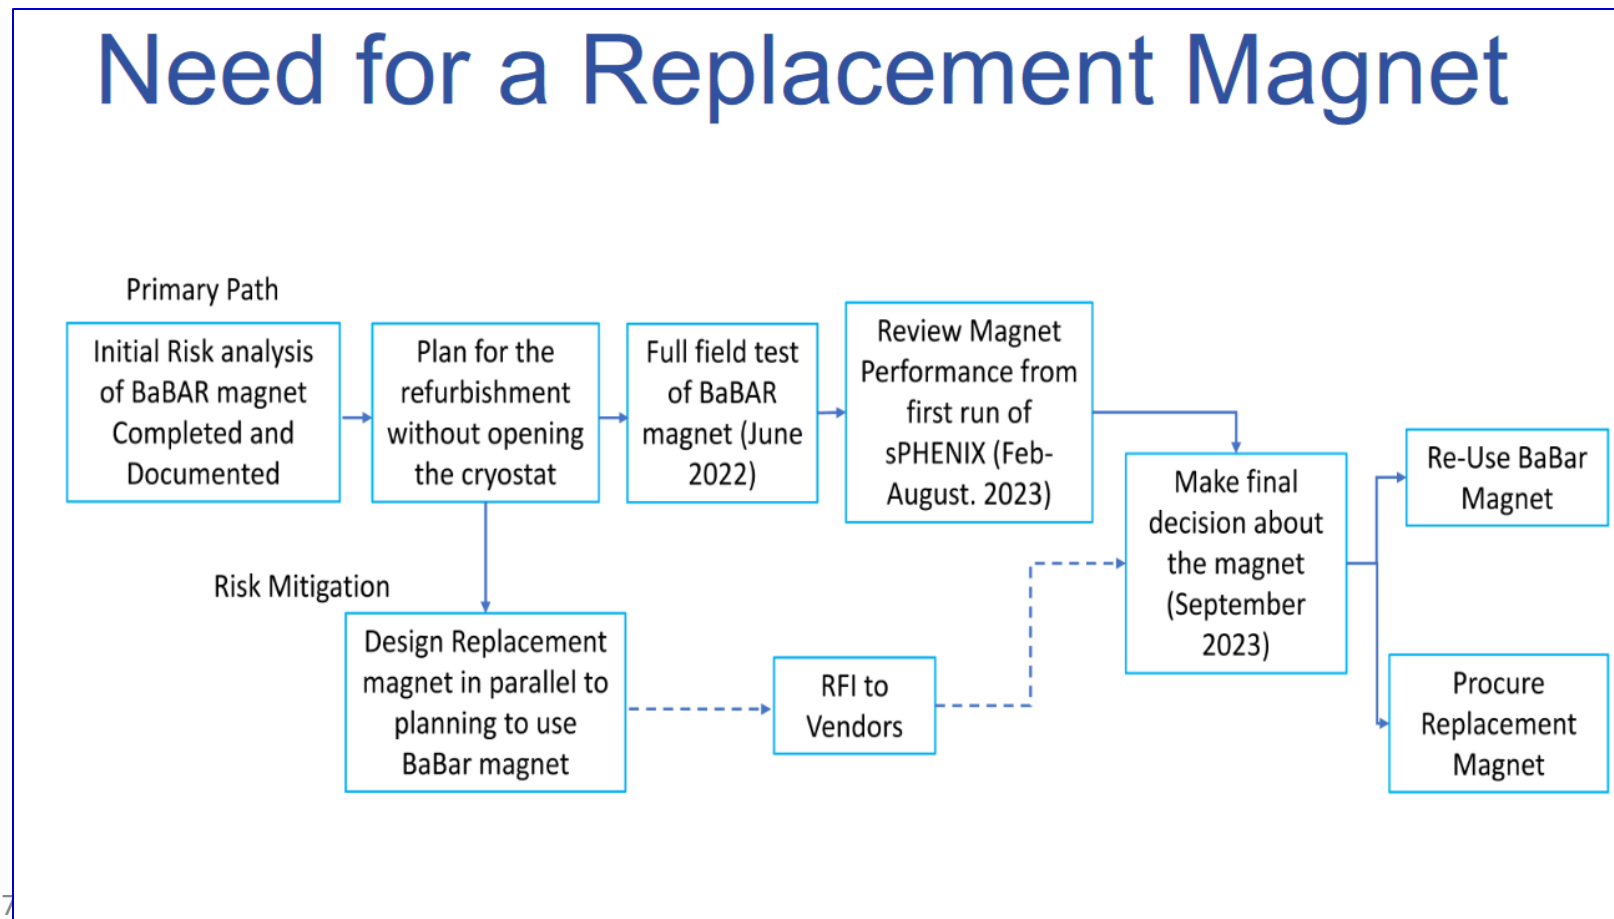 Need for a Replacement Magnet
Primary Path
Initial Risk analysis
of BaBAR magnet
Completed and
Documented
Plan for the
refurbishment
without opening
the cryostat
Full field test
of BaBAR
magnet (June
2022)
Review Magnet
Performance from
first run of
sPHENIX (Feb-
August. 2023)
Make final
decision about
the magnet
(September
2023)
Re-Use BaBar
Magnet
Procure
Replacement
Magnet
Risk Mitigation
Design Replacement
magnet in parallel to
planning to use
BaBar magnet
RFI to
Vendors
7